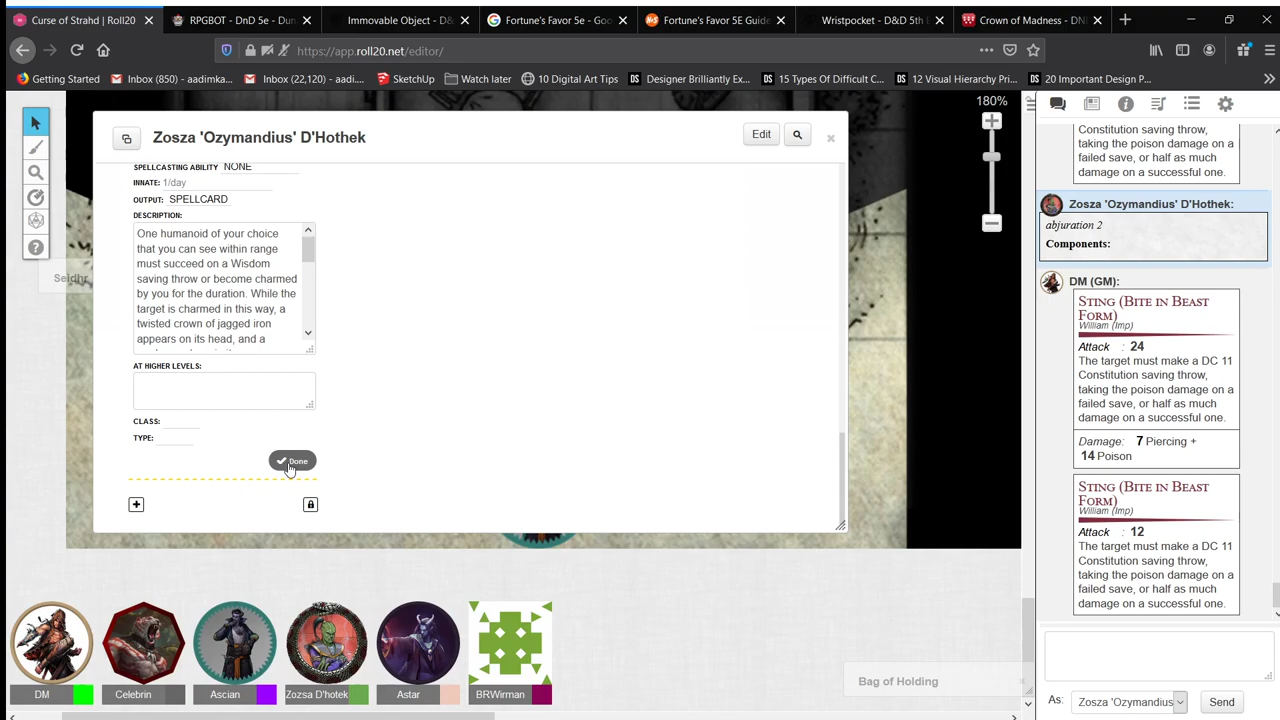 Curse of Strahd | Roll20
RPGBOT - DnD 5e - Dun
Immovable Object - D&
Fortune's Favor 5e - Goo
Fortune's Favor 5E Guide
Wristpocket - D&D 5th E
Crown of Madness - DN
https://app.roll20.net/editor/
Getting Started
Inbox (850) - aadimka...
Inbox (22,120) - aadi...
SketchUp
Watch later
10 Digital Art Tips
DS Designer Brilliantly Ex...
DS 15 Types Of Difficult C...
DS 12 Visual Hierarchy Pri...
DS 20 Important Design P...
180%
Zosza 'Ozymandius' D'Hothek
Edit
SPELLCASTING ABILITY NONE
INNATE: 1/day
OUTPUT: SPELLCARD
DESCRIPTION:
One humanoid of your choice
that you can see within range
must succeed on a Wisdom
saving throw or become charmed
by you for the duration. While the
target is charmed in this way, a
twisted crown of jagged iron
appears on its head, and a
AT HIGHER LEVELS:
CLASS:
TYPE:
Done
Seidhr
Constitution saving throw,
taking the poison damage on a
failed save, or half as much
damage on a successful one.
Zosza 'Ozymandius' D'Hothek:
abjuration 2
Components:
DM (GM):
STING (BITE IN BEAST
FORM)
William (Imp)
Attack : 24
The target must make a DC 11
Constitution saving throw,
taking the poison damage on a
failed save, or half as much
damage on a successful one.
Damage: 7 Piercing +
14 Poison
STING (BITE IN BEAST
FORM)
William (Imp)
Attack : 12
The target must make a DC 11
Constitution saving throw,
taking the poison damage on a
failed save, or half as much
damage on a successful one.
DM
Celebrin
Ascian
Zozsa D'hotek
Astar
BRWirman
Bag of Holding
As:
Zosza 'Ozymandius
Send